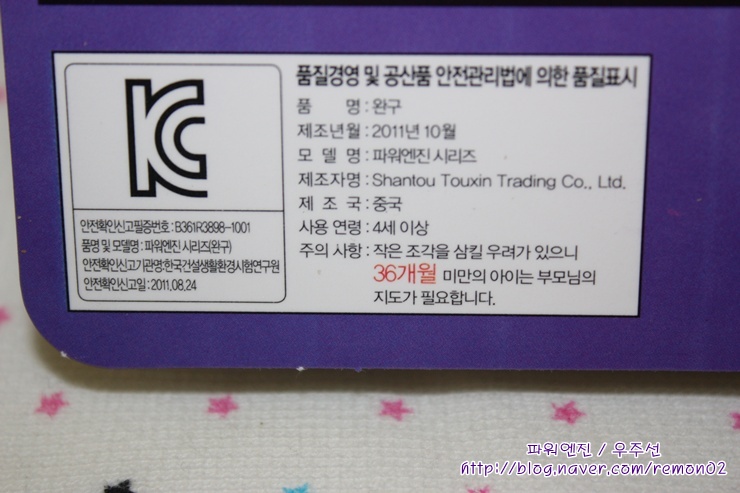 품질경영 및 공산품 안전관리법에 의한 품질표시
품 명 : 완구
제조년월 : 2011년 10월
모 델 명 : 파워엔진 시리즈
제조자명 : Shantou Touxin Trading Co., Ltd.
제 조 국 : 중국
사용 연령 : 4세 이상
주의 사항 : 작은 조각을 삼킬 우려가 있으니
36개월 미만의 아이는 부모님의
지도가 필요합니다.
KC
안전확인신고필증번호 : B361R3898-1001
품명 및 모델명 : 파워엔진 시리즈(완구)
안전확인신고기관명:한국건설생활환경시험연구원
안전확인신고일 : 2011.08.24
파워엔진 / 우주선
http://blog.naver.com/remon02